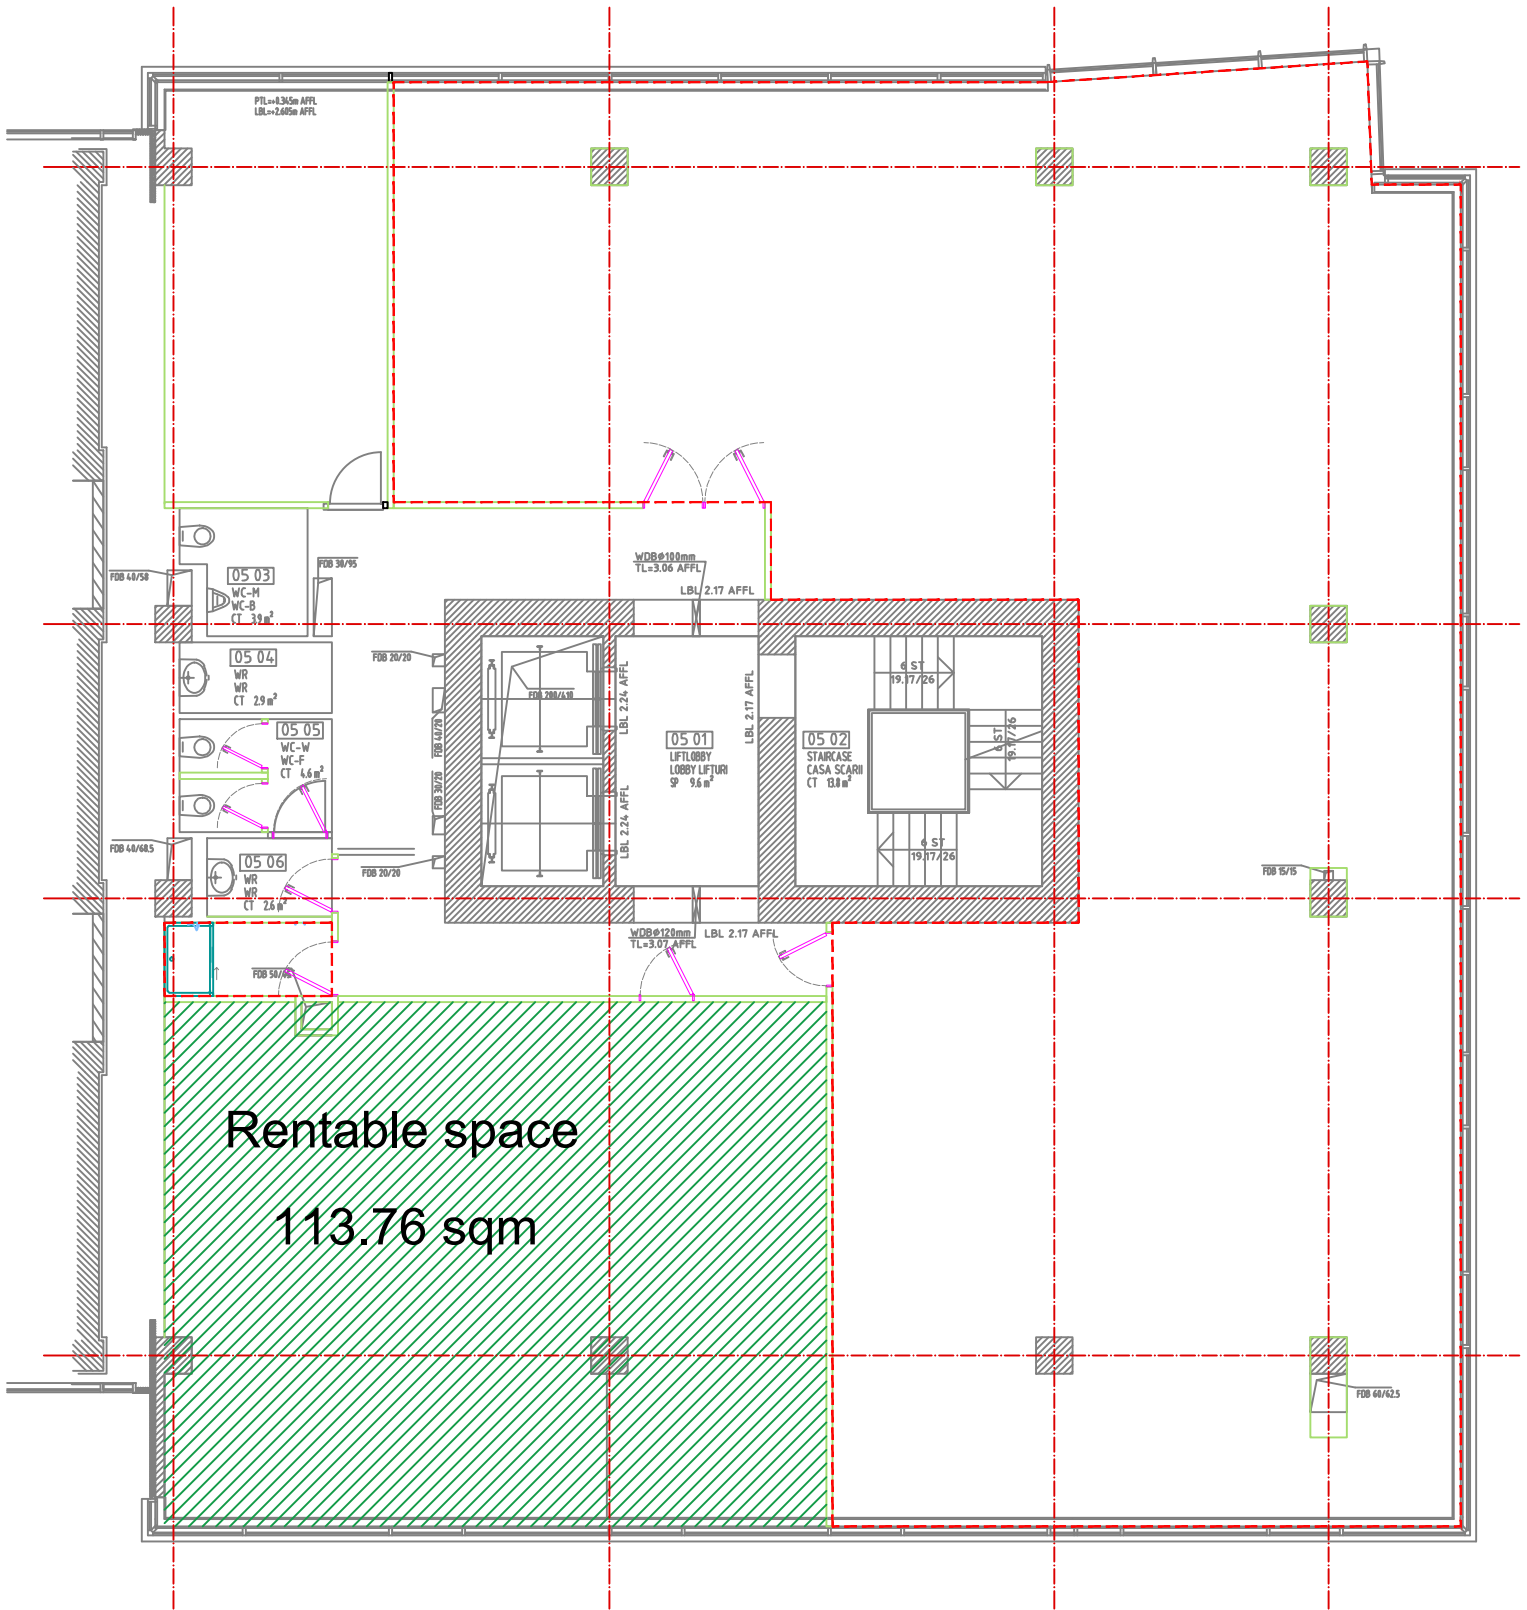 PTL=+0.345m AFFL
LBL=+2.605m AFFL
WDBØ100mm
TL=3.06 AFFL
LBL 2.17 AFFL
FDB 40/58
FDB 30/95
05 03
WC-M
WC-B
CT 3.9 m²
05 04
WR
WR
CT 2.9 m²
FDB 20/20
FDB 40/20
FDB 30/20
FDB 280/410
LBL 2.24 AFFL
LBL 2.24 AFFL
LBL 2.17 AFFL
05 01
LIFTLOBBY
LOBBY LIFTURI
SP 9.6 m²
05 02
STAIRCASE
CASA SCARII
CT 13.8 m²
6 ST
19.17/26
6 ST
19.17/26
6 ST
19.17/26
05 05
WC-W
WC-F
CT 4.6 m²
FDB 40/68.5
05 06
WR
WR
CT 2.6 m²
FDB 20/20
FDB 15/15
WDBØ120mm
TL=3.07 AFFL
LBL 2.17 AFFL
Rentable space
113.76 sqm
FDB 60/62.5